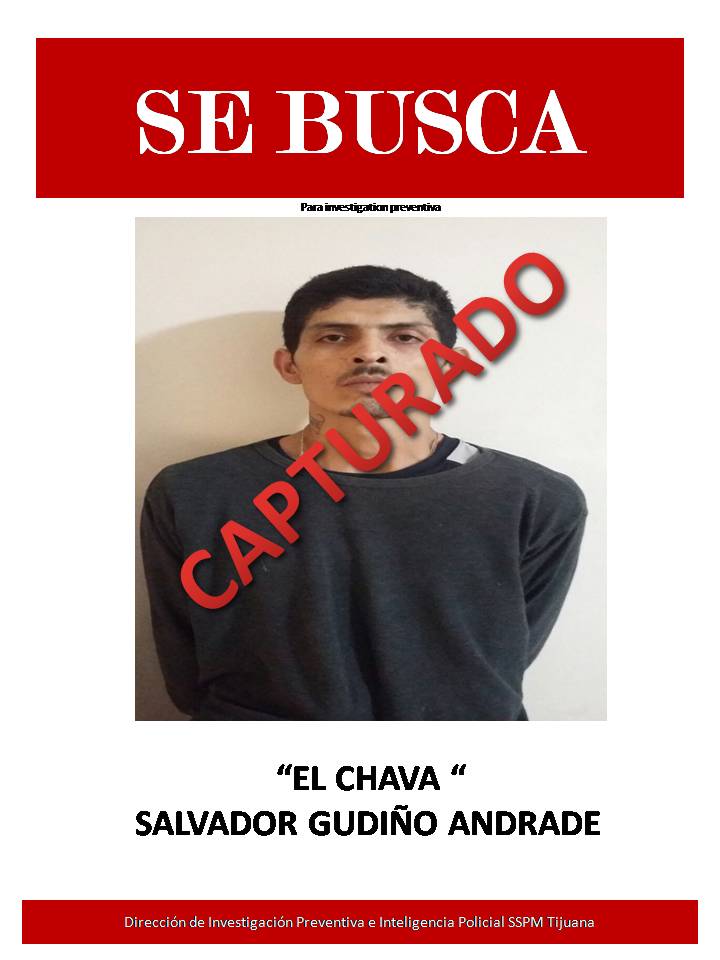 SE BUSCA
Para investigation preventiva
CAPTURADO
“EL CHAVA “
SALVADOR GUDIÑO ANDRADE
Dirección de Investigación Preventiva e Inteligencia Policial SSPM Tijuana